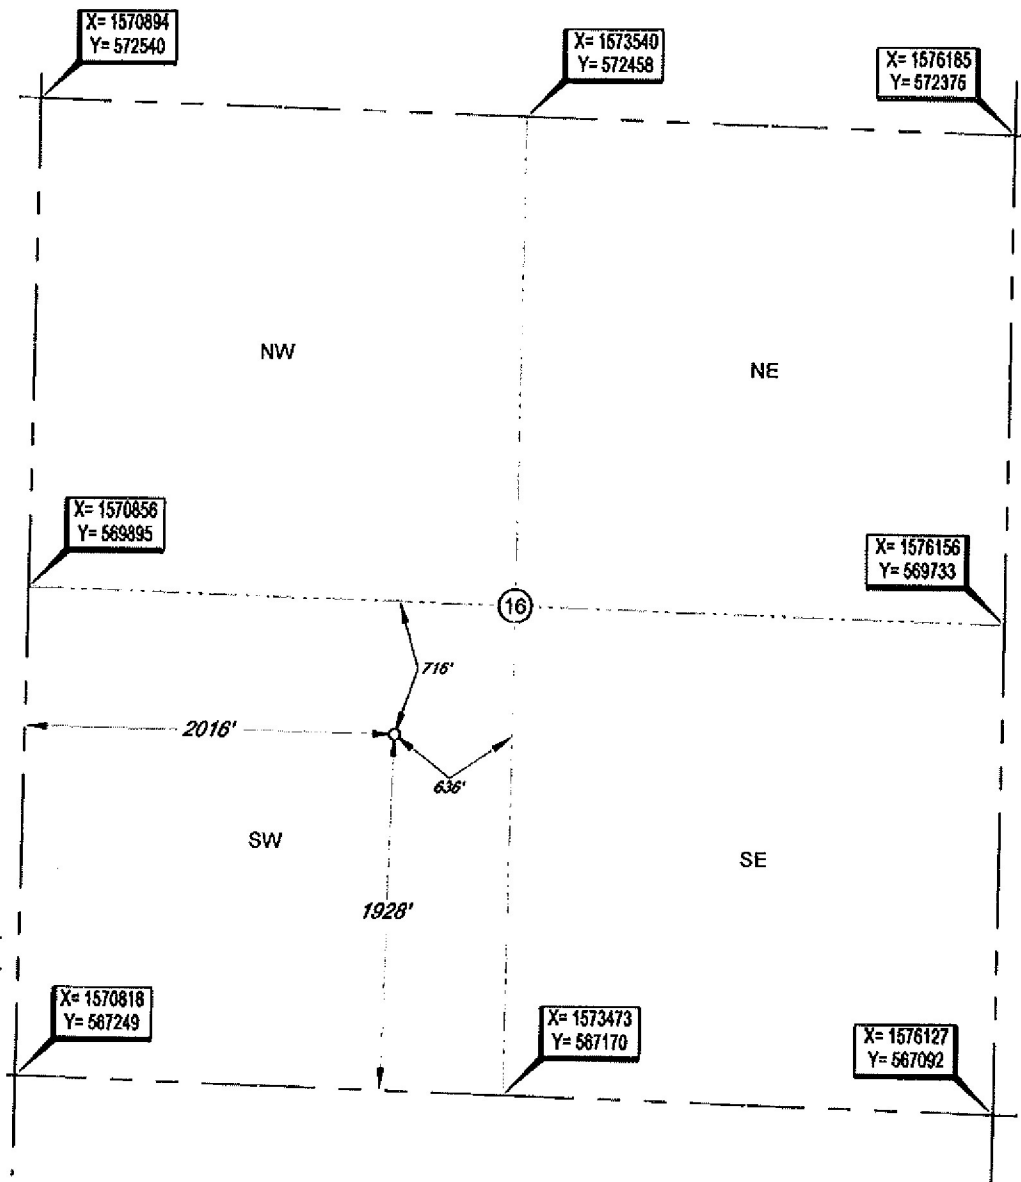 X= 1570894
Y= 572540
X= 1573540
Y= 572458
X= 1576185
Y= 572376
NW
NE
X= 1570856
Y= 569895
X= 1576156
Y= 569733
16
716'
2016'
636'
SW
SE
1928'
X= 1570818
Y= 567249
X= 1573473
Y= 567170
X= 1576127
Y= 567092